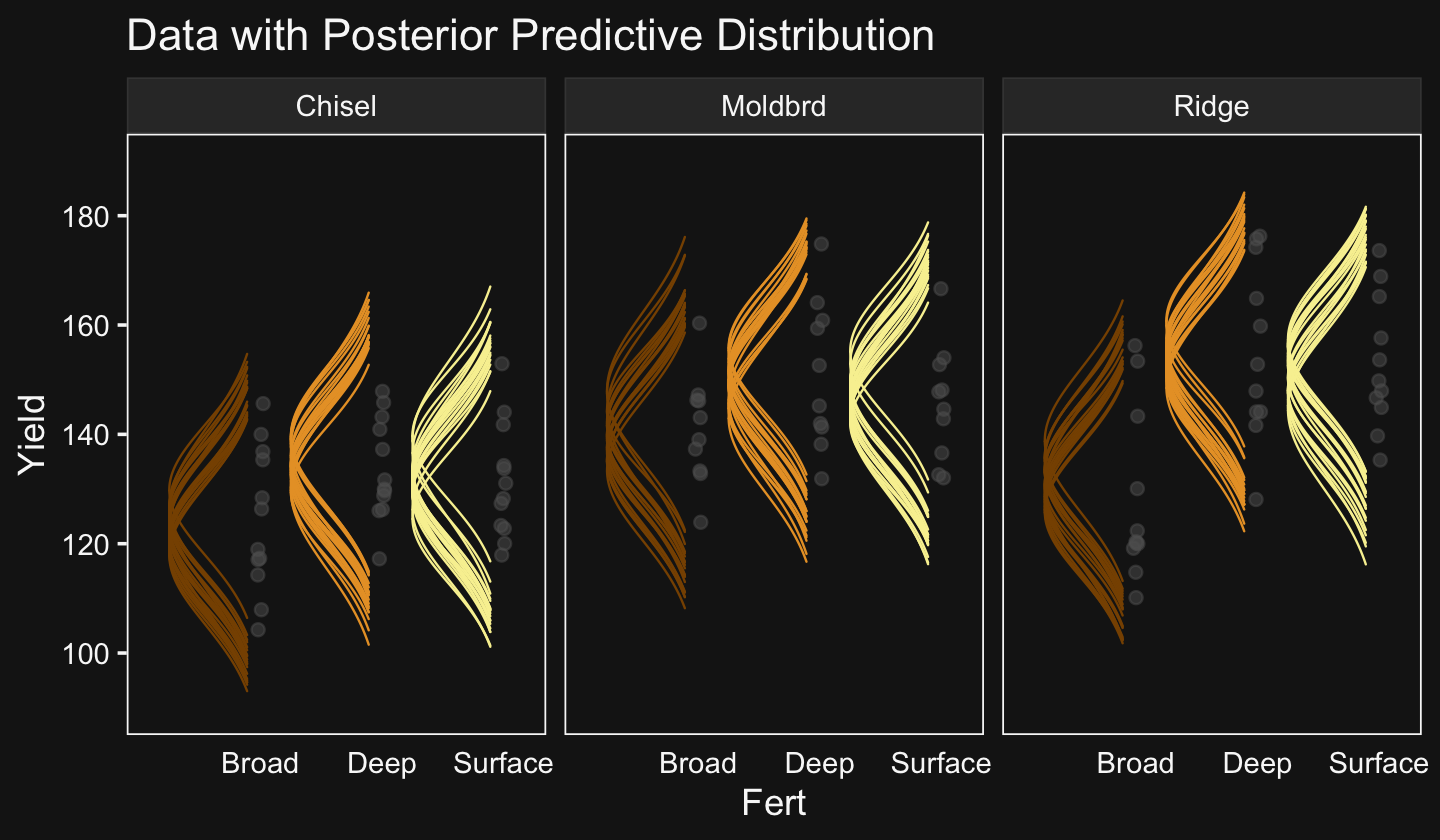 Data with Posterior Predictive Distribution
Chisel
Moldbrd
Ridge
Yield
180
160
140
120
100
Broad Deep Surface
Broad Deep Surface
Broad Deep Surface
Fert